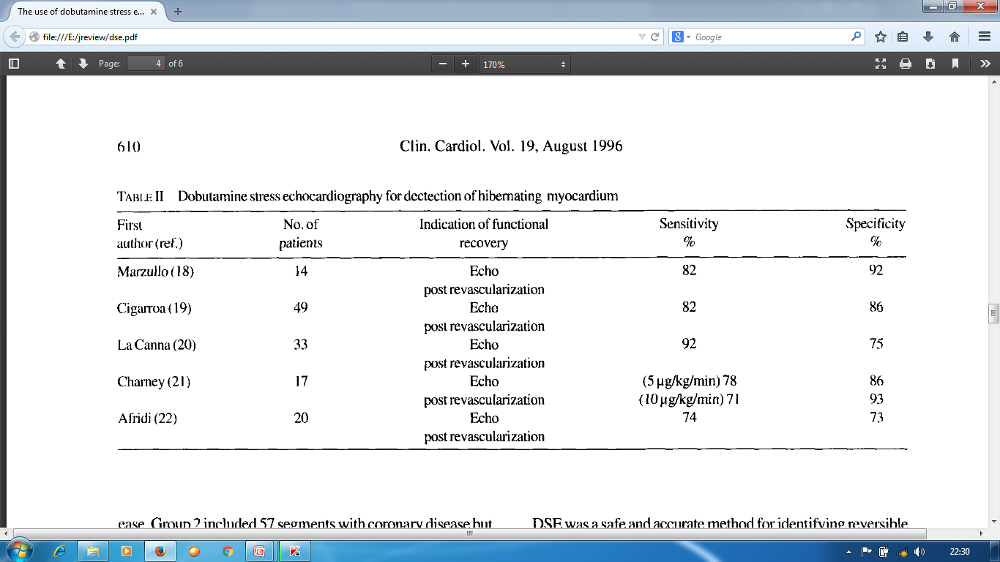 The use of dobutamine stress e... ×
file:///E:/jreview/dse.pdf
8 Google
Page: 4 of 6
170%
610 Clin. Cardiol. Vol. 19, August 1996
TABLE II Dobutamine stress echocardiography for dectection of hibernating myocardium
First No. of Indication of functional Sensitivity Specificity
author (ref.) patients recovery % %
Marzullo (18) 14 Echo 82 92
post revascularization
Cigarroa (19) 49 Echo 82 86
post revascularization
La Canna (20) 33 Echo 92 75
post revascularization
Charney (21) 17 Echo (5 µg/kg/min) 78 86
post revascularization (10 µg/kg/min) 71 93
Afridi (22) 20 Echo 74 73
post revascularization
ease. Group 2 included 57 segments with coronary disease but DSE was a safe and accurate method for identifying reversible
22:30